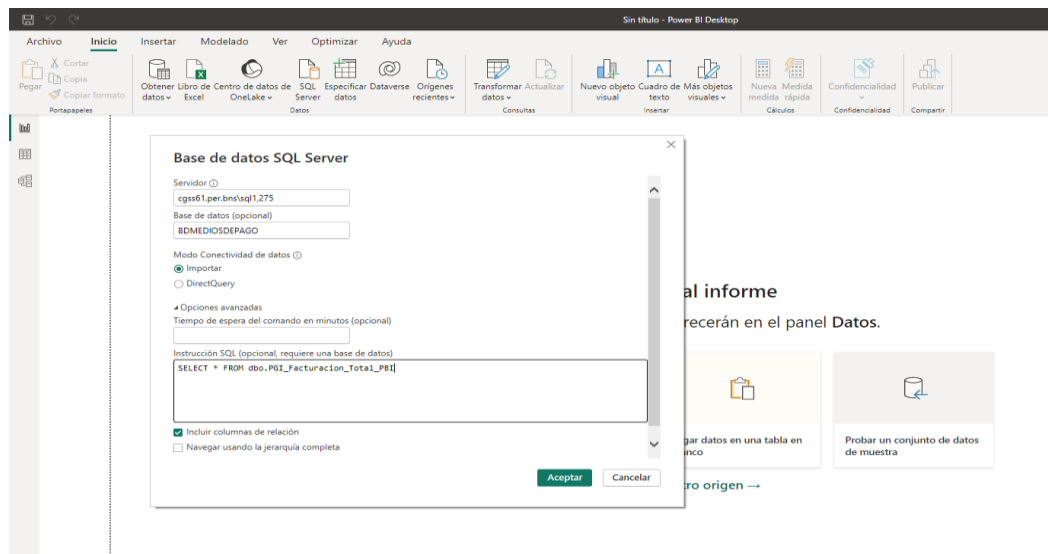 Sin título - Power BI Desktop
Archivo Inicio Insertar Modelado Ver Optimizar Ayuda
Pegar
Cortar
Copia
Copiar formato
Portapapeles
Obtener datos
Libro de Excel
Centro de datos de OneLake
SQL Server
Especificar datos
Dataverse
Orígenes recientes
Datos
Transformar datos
Actualizar
Consultas
Nuevo objeto visual
Cuadro de texto
Más objetos visuales
Insertar
Nueva medida
Medida rápida
Cálculos
Confidencialidad
Confidencialidad
Publicar
Compartir
Base de datos SQL Server
Servidor
cgss61.per.bns\sql1,275
Base de datos (opcional)
BDMEDIOSDEPAGO
Modo Conectividad de datos
Importar
DirectQuery
Opciones avanzadas
Tiempo de espera del comando en minutos (opcional)
Instrucción SQL (opcional, requiere una base de datos)
SELECT * FROM dbo.PGI_Facturacion_Total_PBI
Incluir columnas de relación
Navegar usando la jerarquía completa
Aceptar Cancelar
al informe
recerán en el panel Datos.
gar datos en una tabla en
nco
Probar un conjunto de datos
de muestra
tro origen →